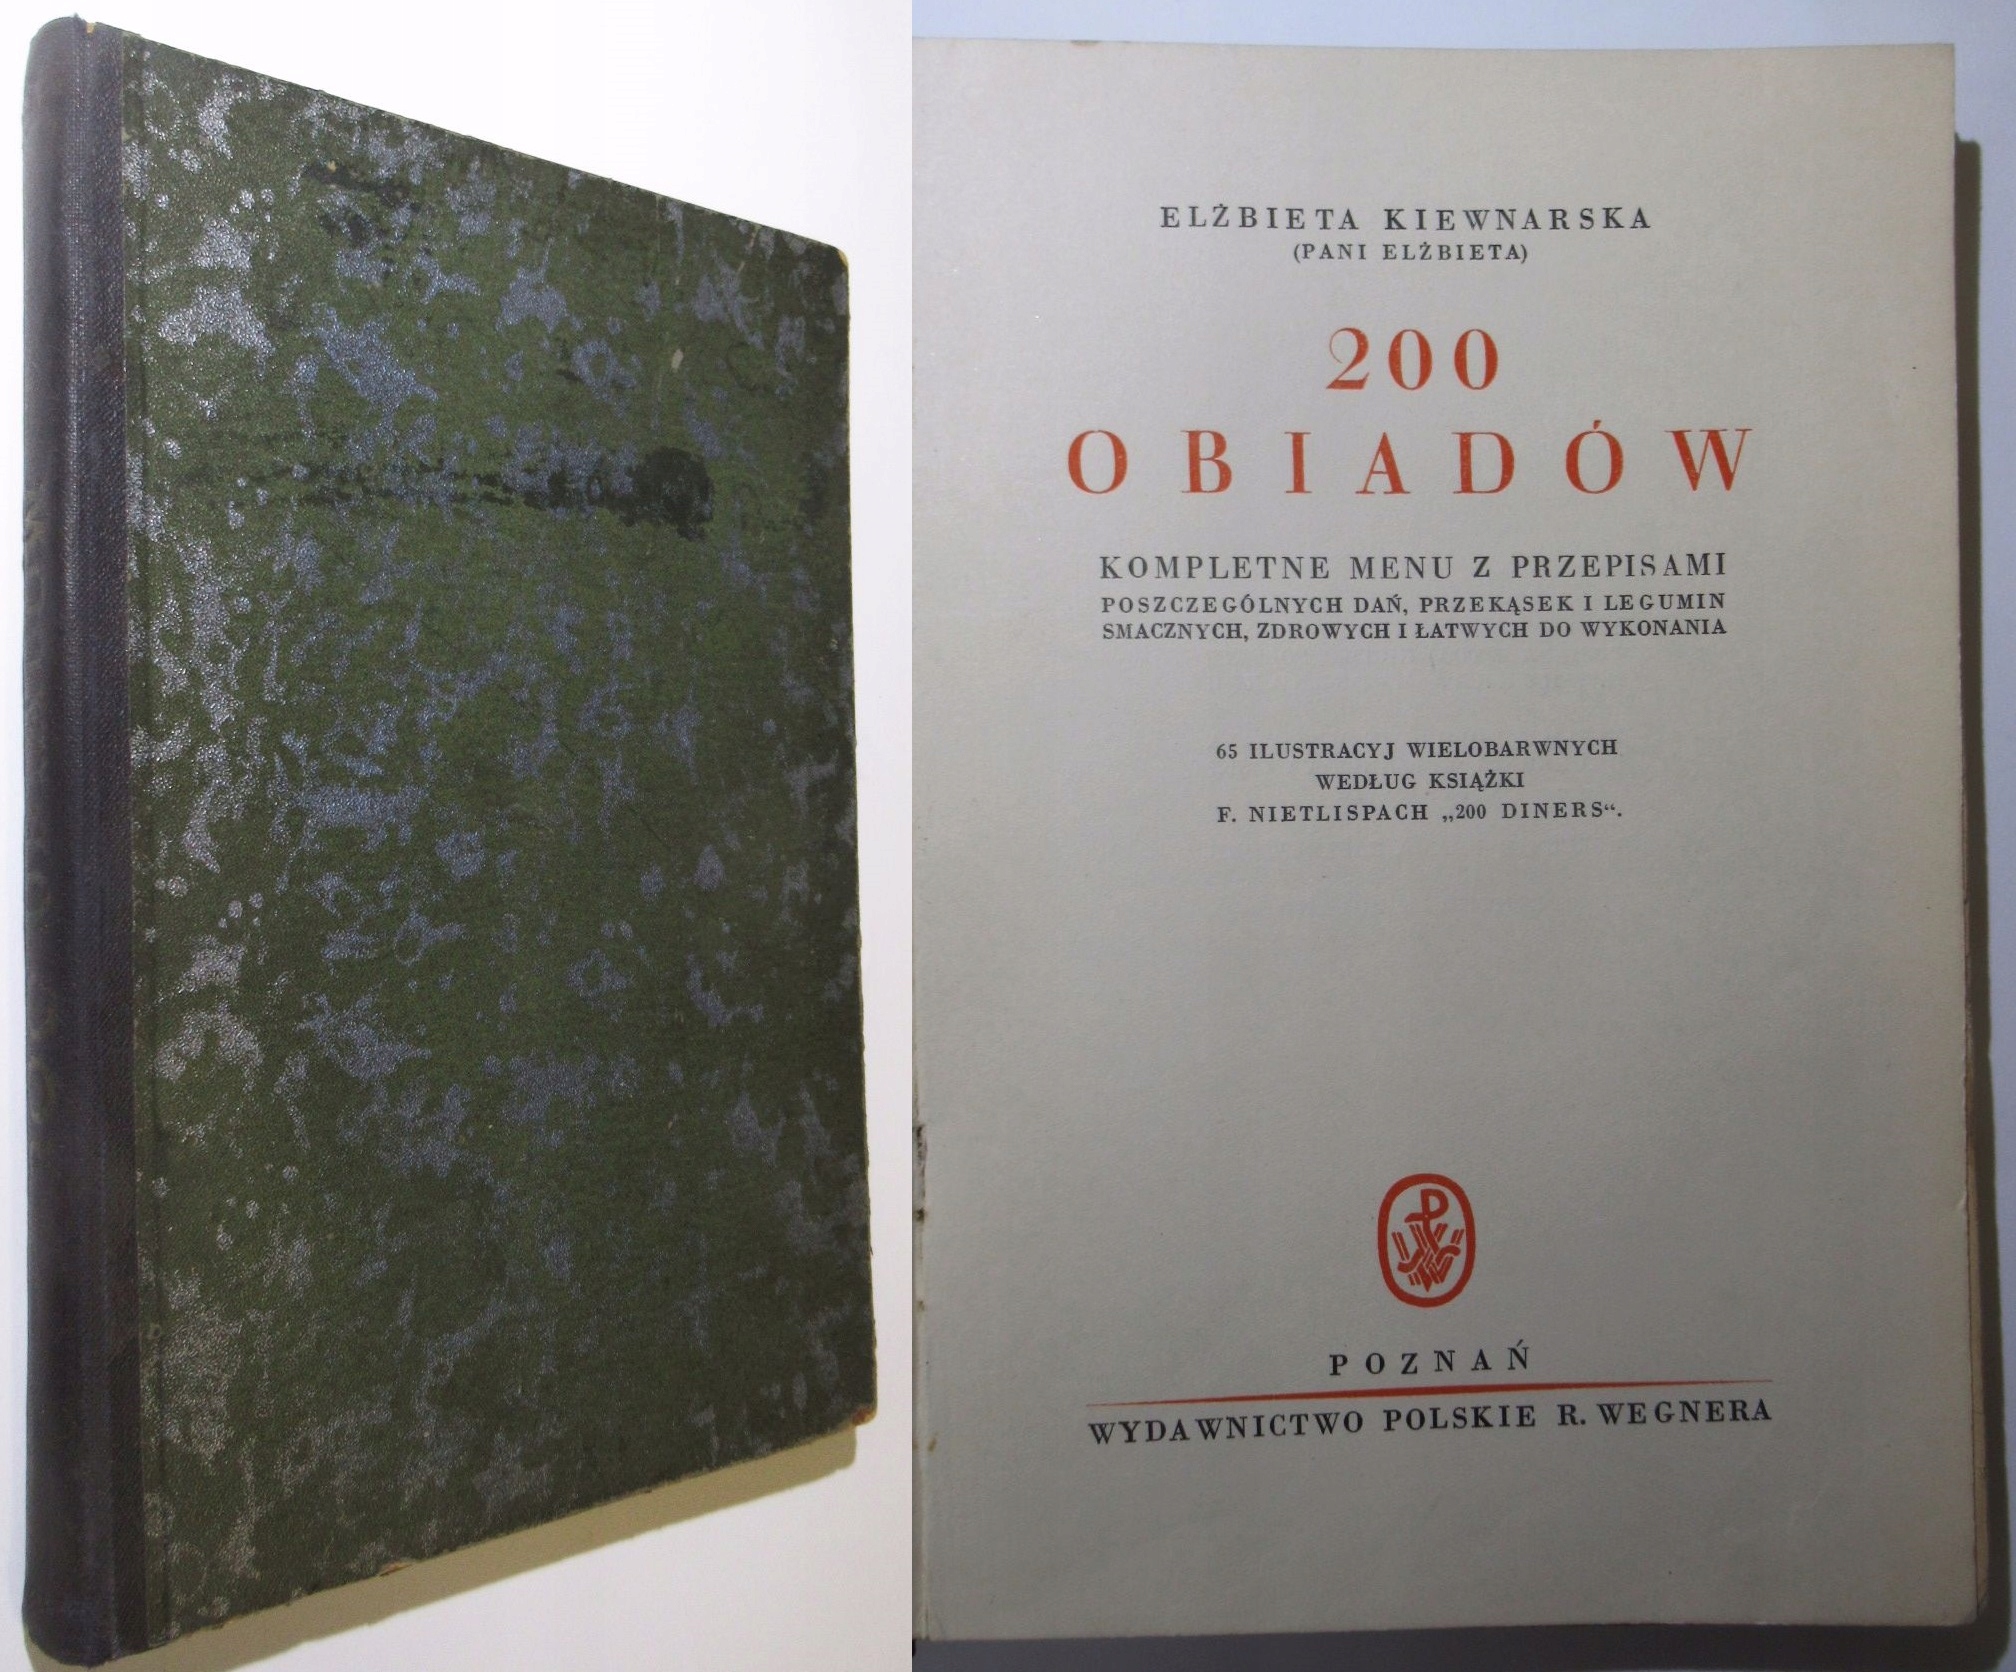 ELŻBIETA KIEWNARSKA
(PANI ELŻBIETA)
200
OBIADÓW
KOMPLETNE MENU Z PRZEPISAMI
POSZCZEGÓLNYCH DAŃ, PRZEKĄSEK I LEGUMIN
SMACZNYCH, ZDROWYCH I ŁATWYCH DO WYKONANIA
65 ILUSTRACYJ WIELOBARWNYCH
WEDŁUG KSIĄŻKI
F. NIETLISPACH „200 DINERS“.
POZNAŃ
WYDAWNICTWO POLSKIE R. WEGNERA